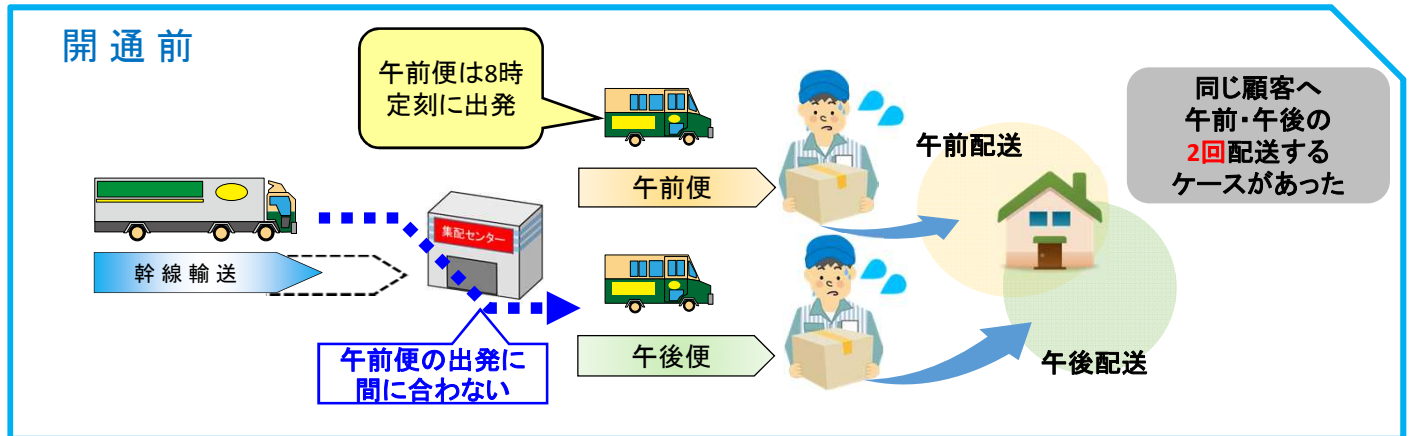 開通前
午前便は8時
定刻に出発
幹線輸送
集配センター
午前便の出発に
間に合わない
午前便
午後便
午前配送
午後配送
同じ顧客へ
午前・午後の
2回配送する
ケースがあった